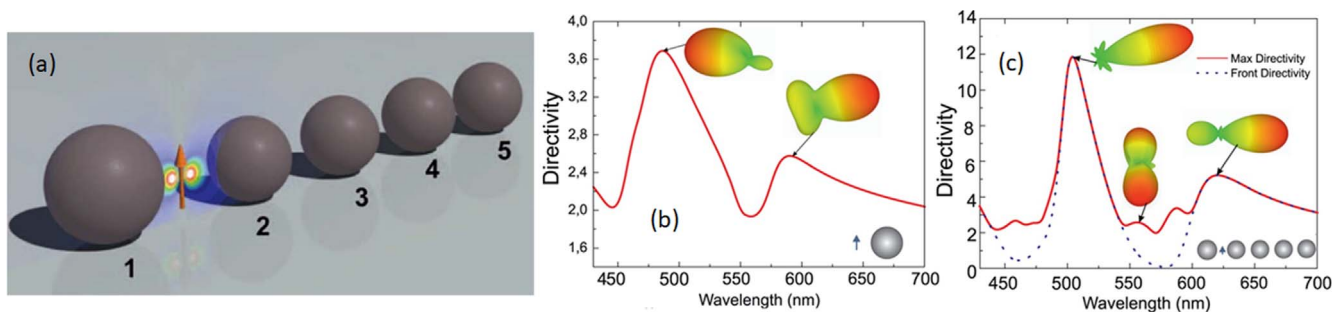 (a)
1
2
3
4
5
Directivity
4,0
3,6
3,2
2,8
2,4
2,0
1,6
450 500 550 600 650 700
Wavelength (nm)
(b)
Directivity
14
12
10
8
6
4
2
0
450 500 550 600 650 700
Wavelength (nm)
(c)
Max Directivity
Front Directivity